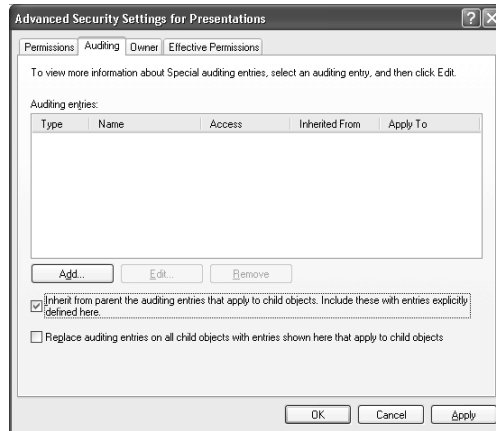 Advanced Security Settings for Presentations
Permissions Auditing Owner Effective Permissions
To view more information about Special auditing entries, select an auditing entry, and then click Edit.
Auditing entries:
Type Name Access Inherited From Apply To
Add... Edit... Remove
Inherit from parent the auditing entries that apply to child objects. Include these with entries explicitly
defined here.
Replace auditing entries on all child objects with entries shown here that apply to child objects
OK Cancel Apply